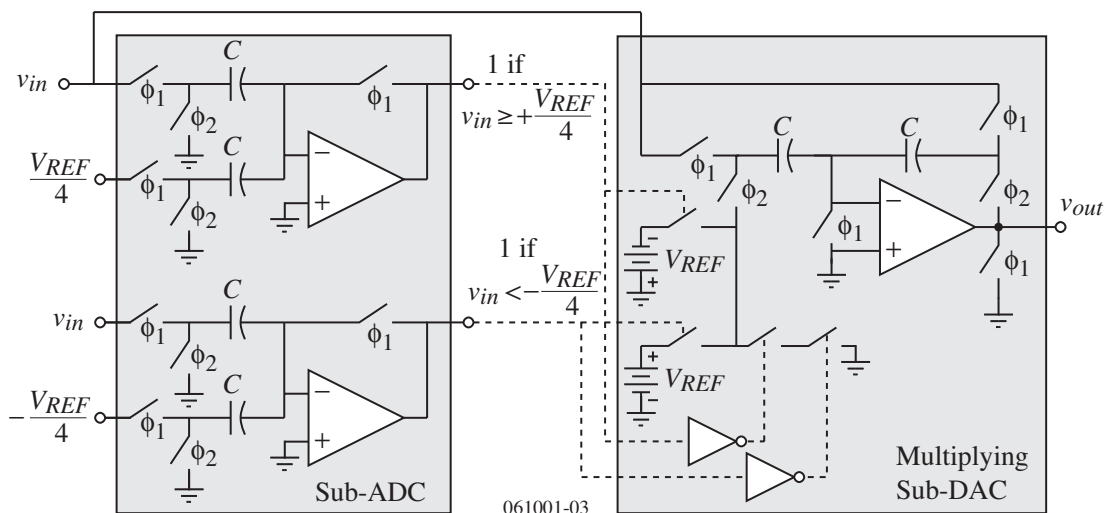 v_in
ϕ1
ϕ2
C
ϕ1
V_REF/4
ϕ1
ϕ2
C
−
+
1 if
v_in ≥ +V_REF/4
v_in
ϕ1
ϕ2
C
ϕ1
−V_REF/4
ϕ1
ϕ2
C
−
+
1 if
v_in < −V_REF/4
Sub-ADC
061001-03
ϕ1
C
C
ϕ1
ϕ2
ϕ1
ϕ2
−
+
ϕ1
v_out
−
V_REF
+
+
V_REF
−
Multiplying
Sub-DAC